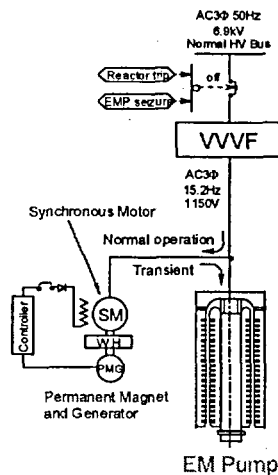 AC3Φ 50Hz
6.9kV
Normal HV Bus
Reactor trip
off
EMP seizure
VVVF
AC3Φ
15.2Hz
1150V
Synchronous Motor
Normal operation
Transient
Controller
SM
WH
PMG
Permanent Magnet
and Generator
EM Pump